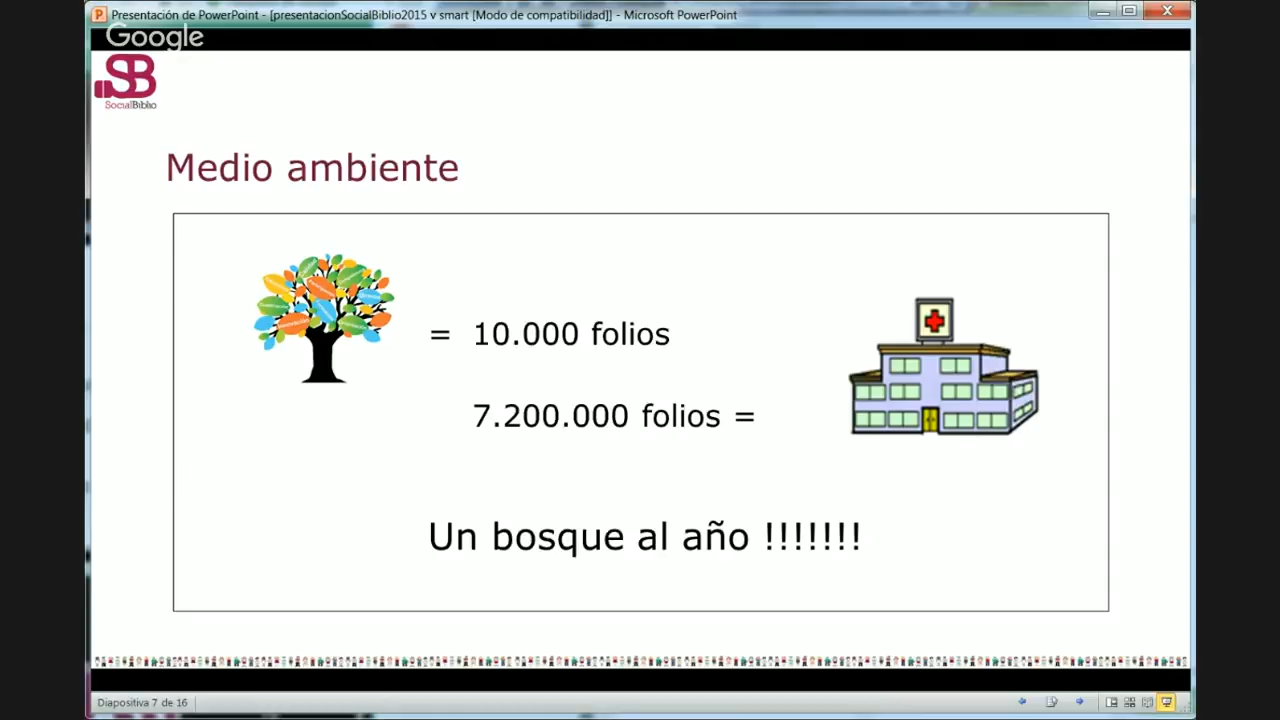 Presentación de PowerPoint - [presentacionSocialBiblio2015 v smart [Modo de compatibilidad]] - Microsoft PowerPoint
Google
SB
SocialBiblio
Medio ambiente
= 10.000 folios
7.200.000 folios =
Un bosque al año !!!!!!!
Diapositiva 7 de 16